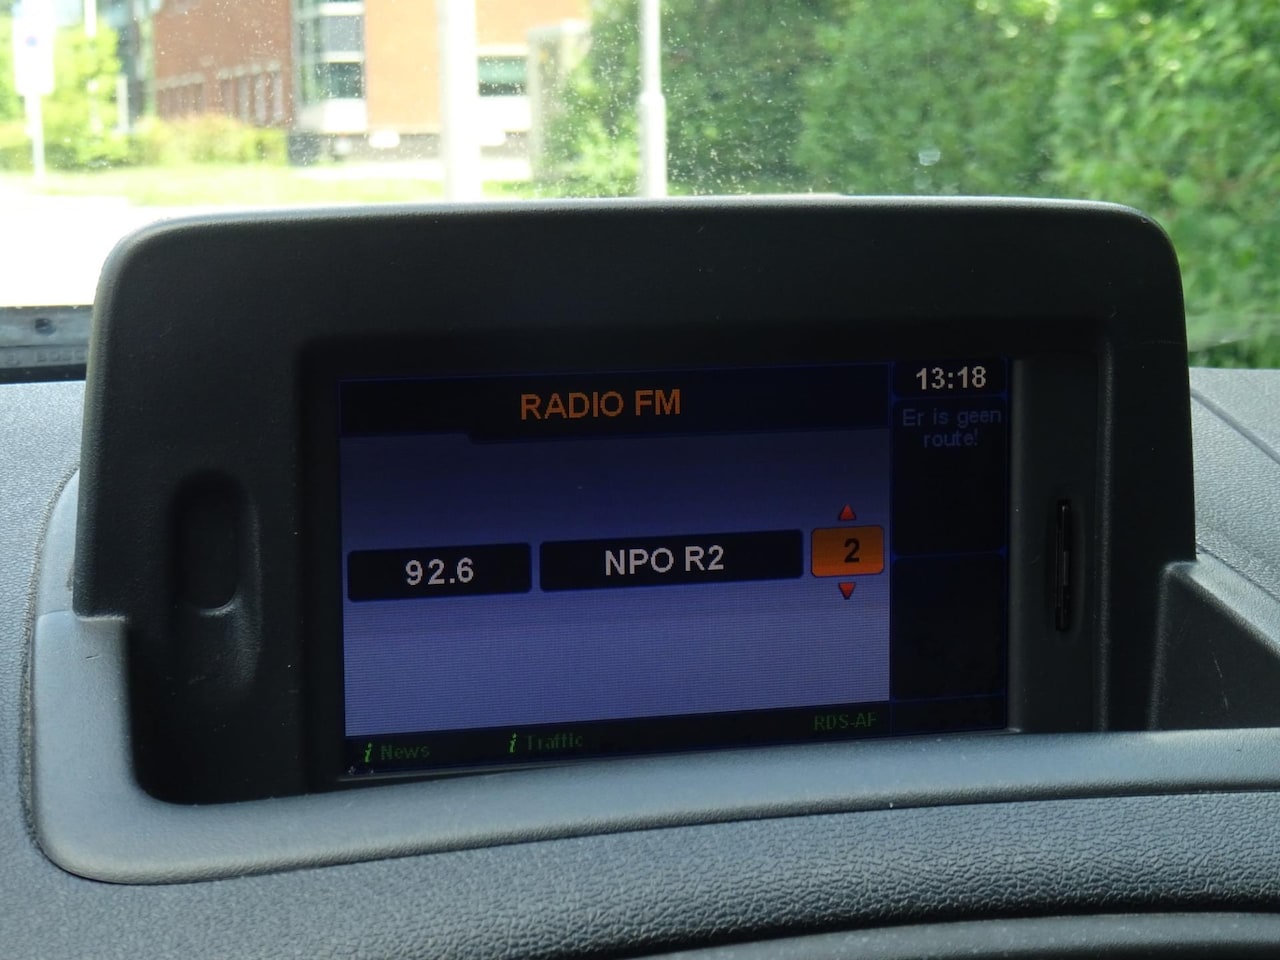 RADIO FM
13:18
Er is geen
route!
92.6
NPO R2
2
i News
i Traffic
RDS-AF